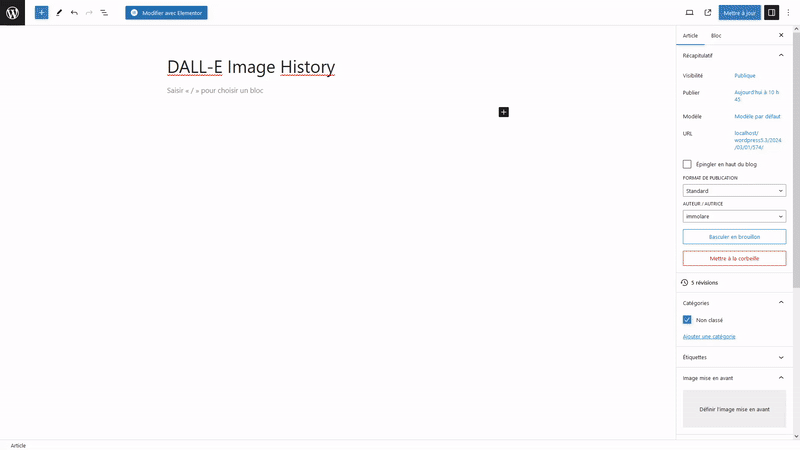 Modifier avec Elementor
Mettre à jour
DALL-E Image History
Saisir « / » pour choisir un bloc
Article Bloc
Récapitulatif
Visibilité Publique
Publier Aujourd'hui à 10 h
45
Modèle Modèle par défaut
URL localhost/
wordpress5.3/2024
/03/01/574/
Épingler en haut du blog
FORMAT DE PUBLICATION
Standard
AUTEUR / AUTRICE
immolare
Basculer en brouillon
Mettre à la corbeille
5 révisions
Catégories
Non classé
Ajouter une catégorie
Étiquettes
Image mise en avant
Définir l'image mise en avant
Article